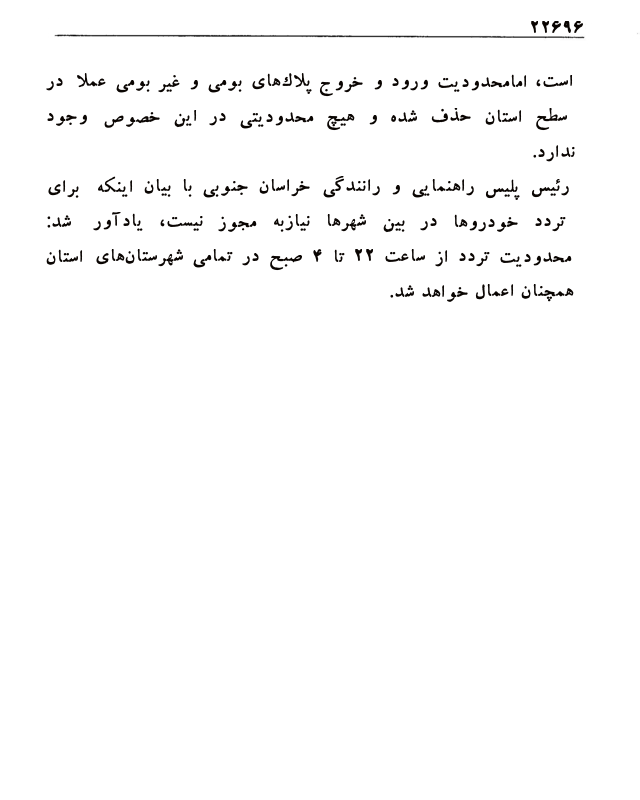 ۲۲۶۹۶
است، امامحدودیت ورود و خروج پلاک‌های بومی و غیر بومی عملا در
سطح استان حذف شده و هیچ محدودیتی در این خصوص وجود
ندارد.
رئیس پلیس راهنمایی و رانندگی خراسان جنوبی با بیان اینکه برای
تردد خودروها در بین شهرها نیازبه مجوز نیست، یادآور شد:
محدودیت تردد از ساعت ۲۲ تا ۴ صبح در تمامی شهرستان‌های استان
همچنان اعمال خواهد شد.